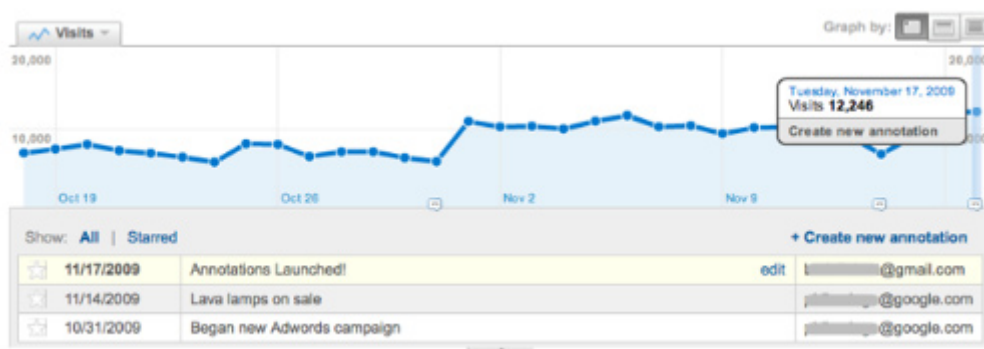 Visits
Graph by:
20,000
20,000
Tuesday, November 17, 2009
Visits 12,246
Create new annotation
10,000
Oct 19
Oct 26
Nov 2
Nov 9
Show: All | Starred
+ Create new annotation
11/17/2009 Annotations Launched! edit @gmail.com
11/14/2009 Lava lamps on sale @google.com
10/31/2009 Began new Adwords campaign @google.com